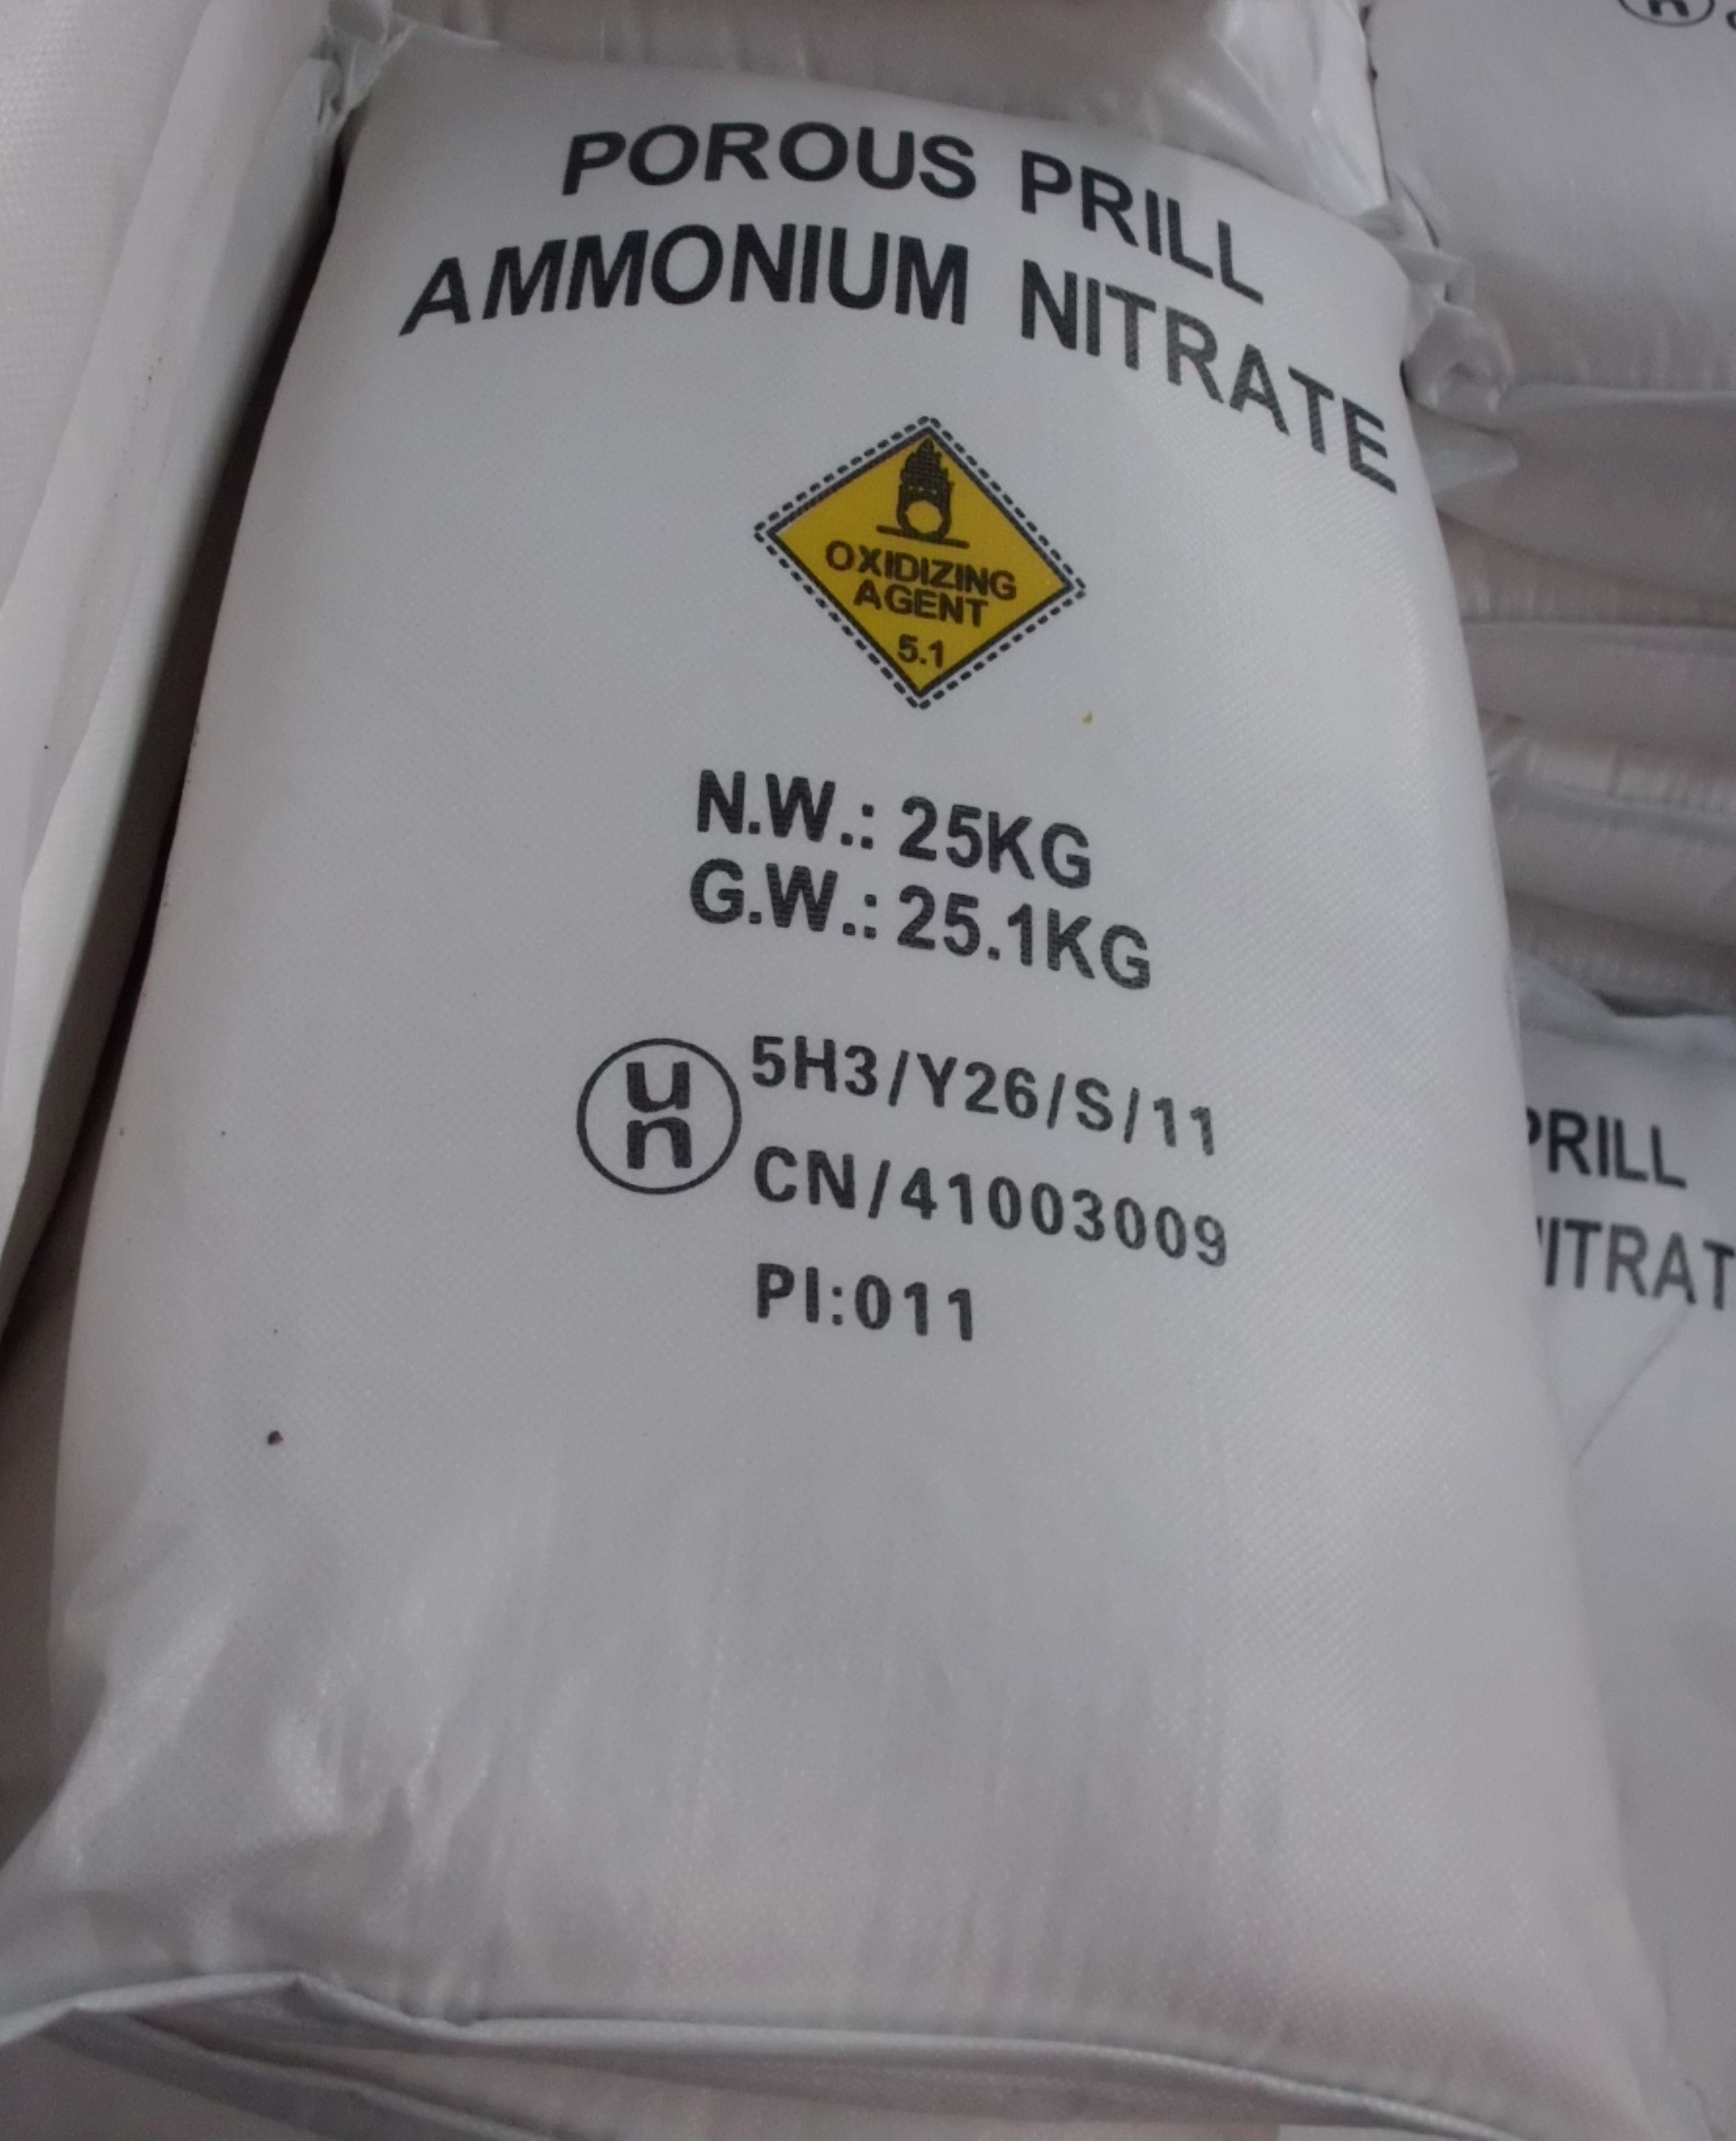 POROUS PRILL
AMMONIUM NITRATE
OXIDIZING
AGENT
5.1
N.W.: 25KG
G.W.: 25.1KG
un
5H3/Y26/S/11
CN/41003009
PI:011
PRILL